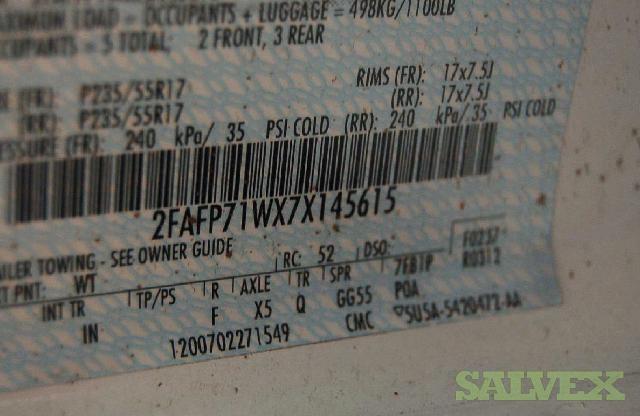 MAXIMUM LOAD = OCCUPANTS + LUGGAGE = 498KG/1100LB
OCCUPANTS = 5 TOTAL: 2 FRONT, 3 REAR
(FR): P235/55R17 RIMS (FR): 17x7.5J
(RR): P235/55R17 (RR): 17x7.5J
PRESSURE (FR): 240 kPa/ 35 PSI COLD (RR): 240 kPa/ 35 PSI COLD
2FAFP71WX7X145615
TRAILER TOWING - SEE OWNER GUIDE RC: 52 DSO: F0237
EXT PNT: WT R0312
INT TR TP/PS R AXLE TR SPR 7F81P
IN F X5 Q GG55 POA
1200702271549 CMC ▽5U5A-5420472-AA
SALVEX